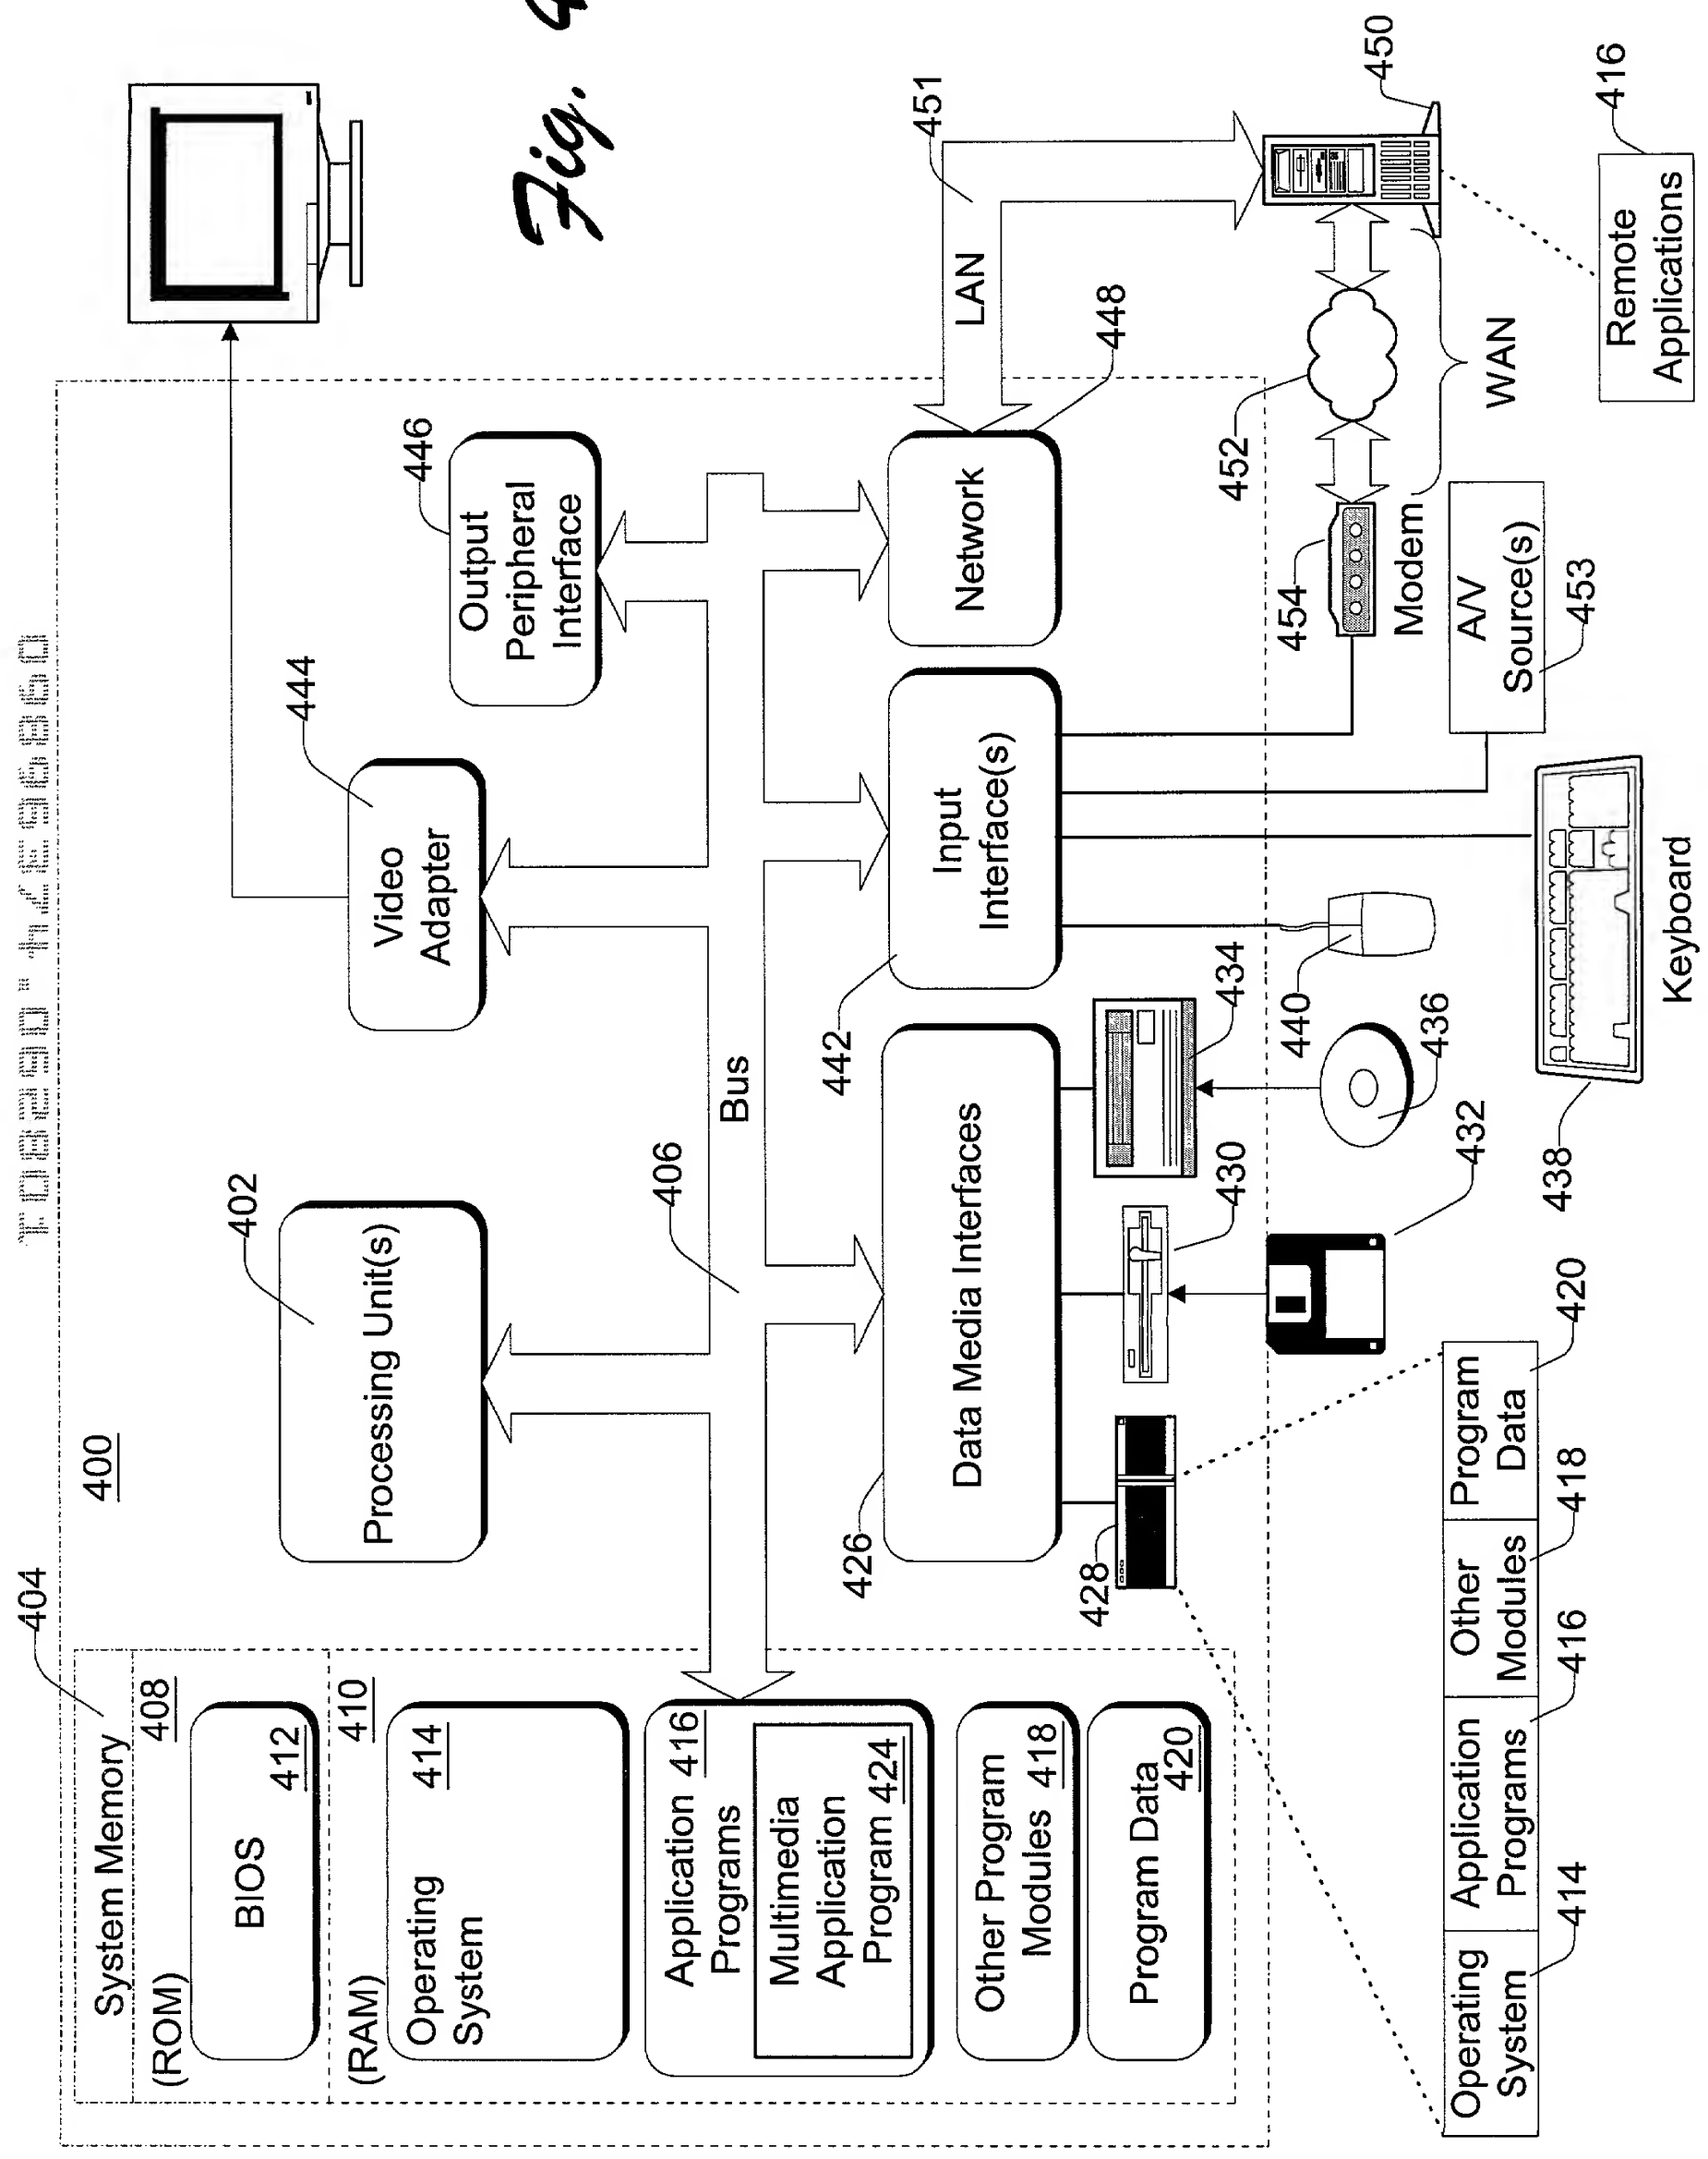 400
404
System Memory
(ROM)
408
BIOS
412
(RAM)
410
Operating
System
414
Application
Programs
416
Multimedia
Application
Program
424
Other Program
Modules
418
Program Data
420
402
Processing Unit(s)
444
Video
Adapter
446
Output
Peripheral
Interface
406
Bus
426
Data Media Interfaces
442
Input
Interface(s)
Network
448
LAN
451
428
430
434
432
436
440
438
Keyboard
454
Modem
452
WAN
450
A/V
Source(s)
453
Remote
Applications
416
Operating
System
414
Application
Programs
416
Other
Modules
418
Program
Data
420
Fig.